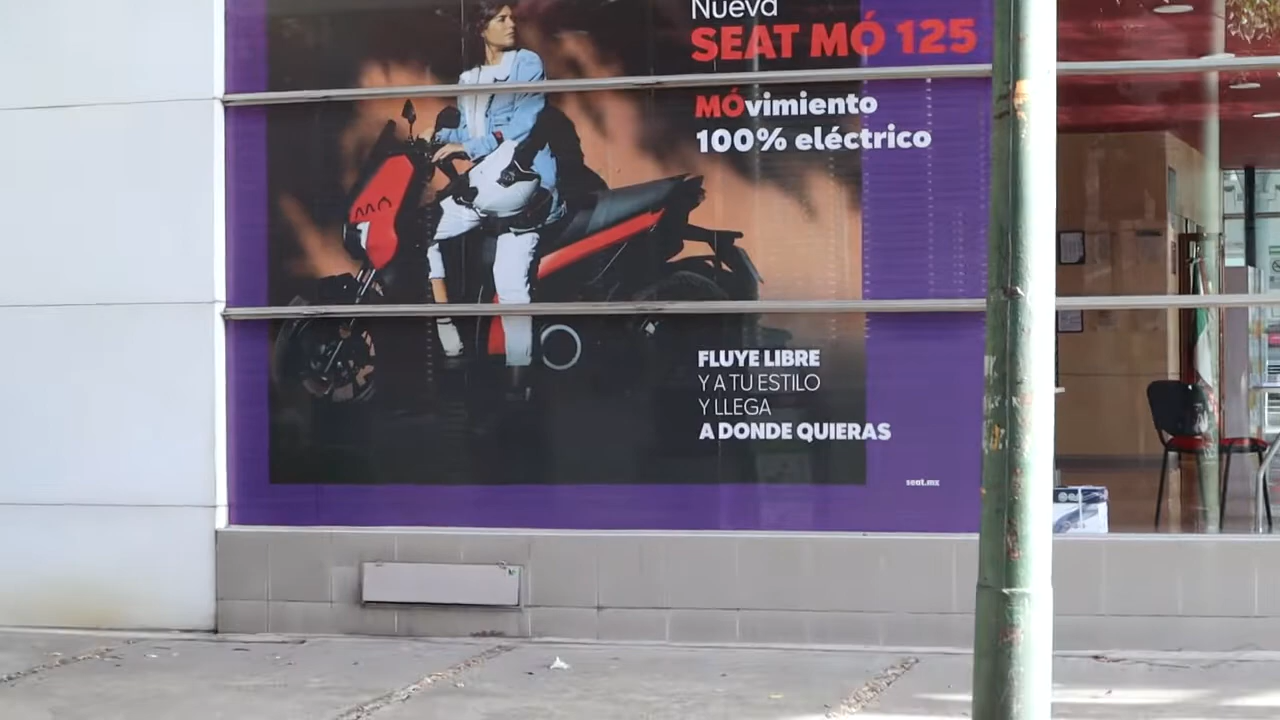 Nueva
SEAT MÓ 125
MÓvimiento
100% eléctrico
FLUYE LIBRE
Y A TU ESTILO
Y LLEGA
A DONDE QUIERAS
seat.mx